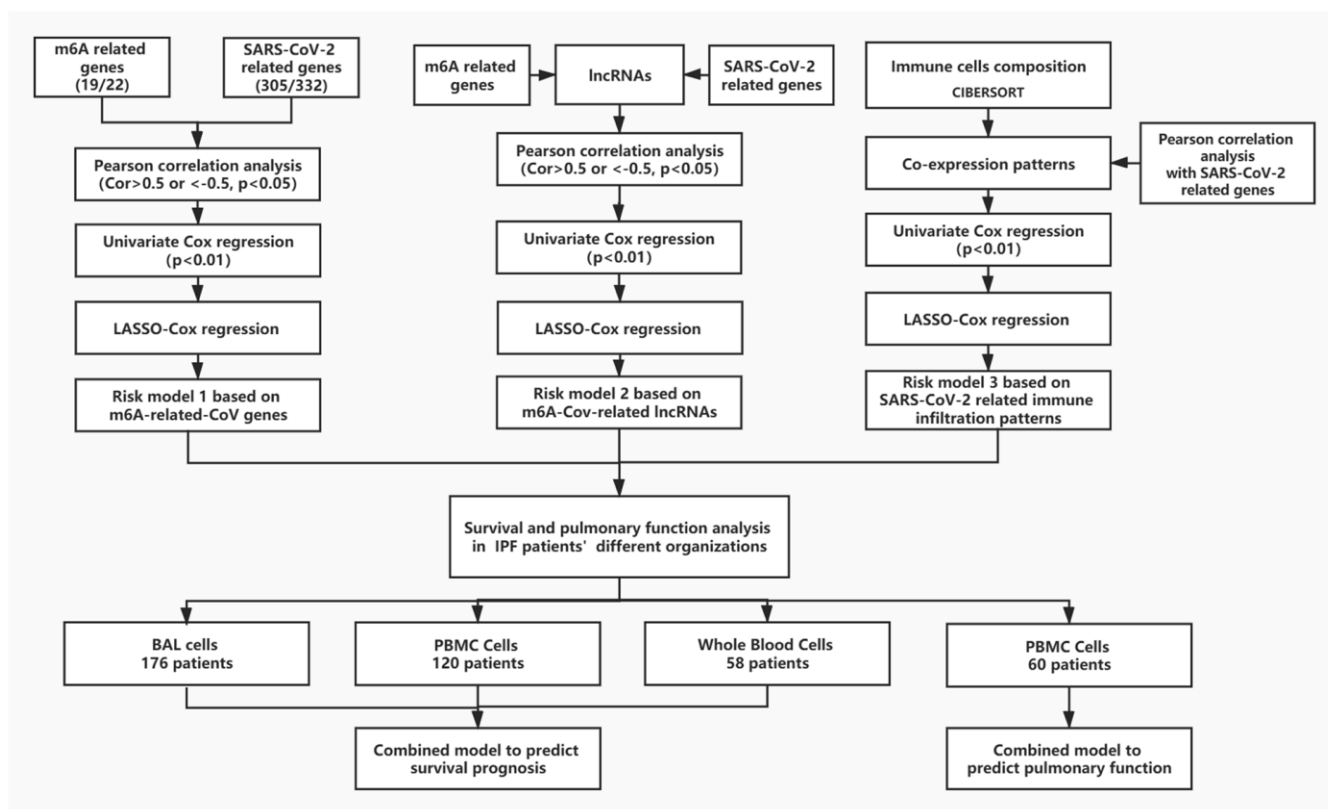 m6A related
genes
(19/22)
SARS-CoV-2
related genes
(305/332)
Pearson correlation analysis
(Cor>0.5 or <-0.5, p<0.05)
Univariate Cox regression
(p<0.01)
LASSO-Cox regression
Risk model 1 based on
m6A-related-CoV genes
m6A related
genes
lncRNAs
SARS-CoV-2
related genes
Pearson correlation analysis
(Cor>0.5 or <-0.5, p<0.05)
Univariate Cox regression
(p<0.01)
LASSO-Cox regression
Risk model 2 based on
m6A-Cov-related lncRNAs
Immune cells composition
CIBERSORT
Co-expression patterns
Pearson correlation
analysis
with SARS-CoV-2
related genes
Univariate Cox regression
(p<0.01)
LASSO-Cox regression
Risk model 3 based on
SARS-CoV-2 related immune
infiltration patterns
Survival and pulmonary function analysis
in IPF patients' different organizations
BAL cells
176 patients
PBMC Cells
120 patients
Whole Blood Cells
58 patients
PBMC Cells
60 patients
Combined model to predict
survival prognosis
Combined model to
predict pulmonary function